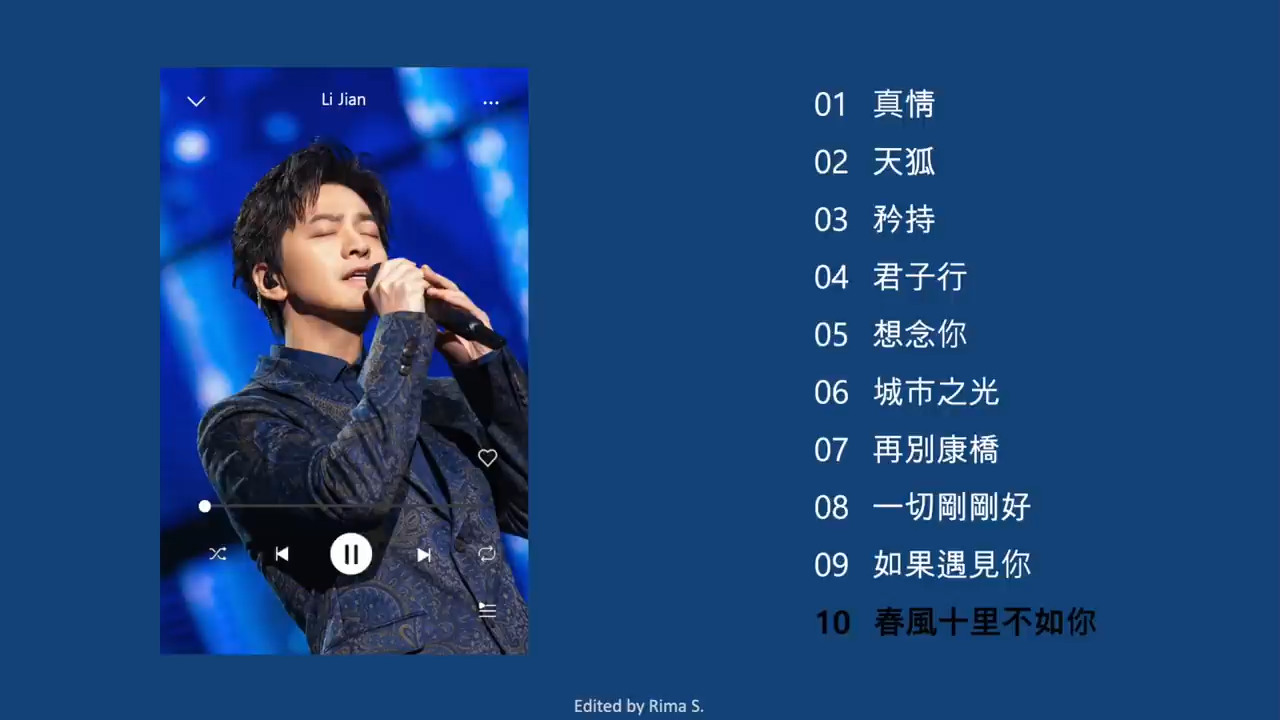 Li Jian
01 真情
02 天狐
03 矜持
04 君子行
05 想念你
06 城市之光
07 再別康橋
08 一切剛剛好
09 如果遇見你
10 春風十里不如你
Edited by Rima S.